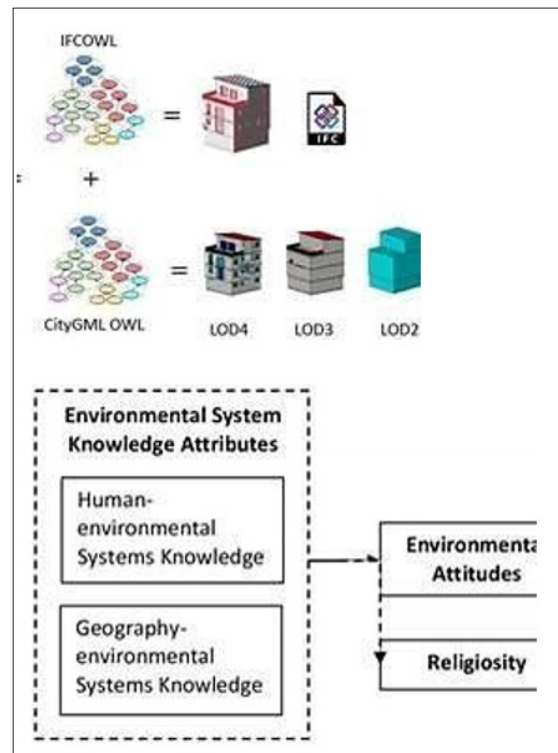 IFCOWL
=
IFC
+
=
CityGML OWL
LOD4
LOD3
LOD2
Environmental System
Knowledge Attributes
Human-
environmental
Systems Knowledge
Geography-
environmental
Systems Knowledge
Environmenta
Attitudes
Religiosity